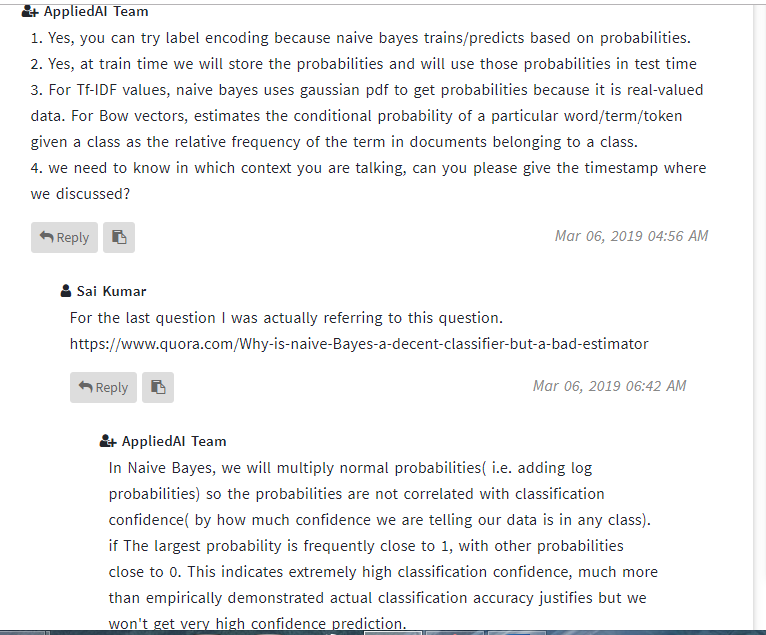 AppliedAI Team
1. Yes, you can try label encoding because naive bayes trains/predicts based on probabilities.
2. Yes, at train time we will store the probabilities and will use those probabilities in test time
3. For Tf-IDF values, naive bayes uses gaussian pdf to get probabilities because it is real-valued
data. For Bow vectors, estimates the conditional probability of a particular word/term/token
given a class as the relative frequency of the term in documents belonging to a class.
4. we need to know in which context you are talking, can you please give the timestamp where
we discussed?
Reply Mar 06, 2019 04:56 AM
Sai Kumar
For the last question I was actually referring to this question.
https://www.quora.com/Why-is-naive-Bayes-a-decent-classifier-but-a-bad-estimator
Reply Mar 06, 2019 06:42 AM
AppliedAI Team
In Naive Bayes, we will multiply normal probabilities( i.e. adding log
probabilities) so the probabilities are not correlated with classification
confidence( by how much confidence we are telling our data is in any class).
if The largest probability is frequently close to 1, with other probabilities
close to 0. This indicates extremely high classification confidence, much more
than empirically demonstrated actual classification accuracy justifies but we
won't get very high confidence prediction.